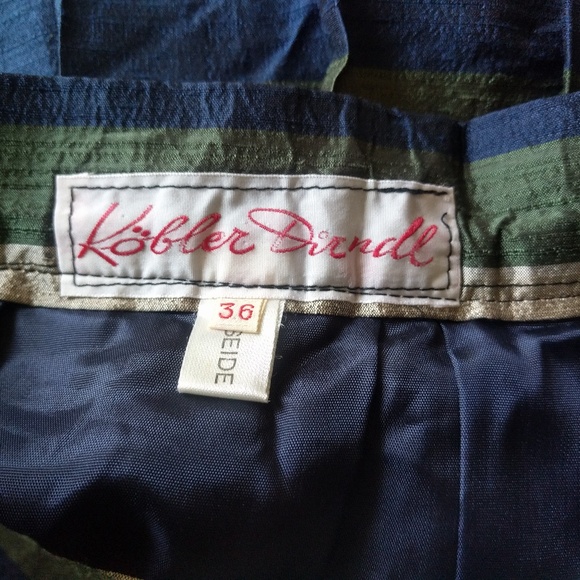 Köbler Dirndl
36
SEIDE